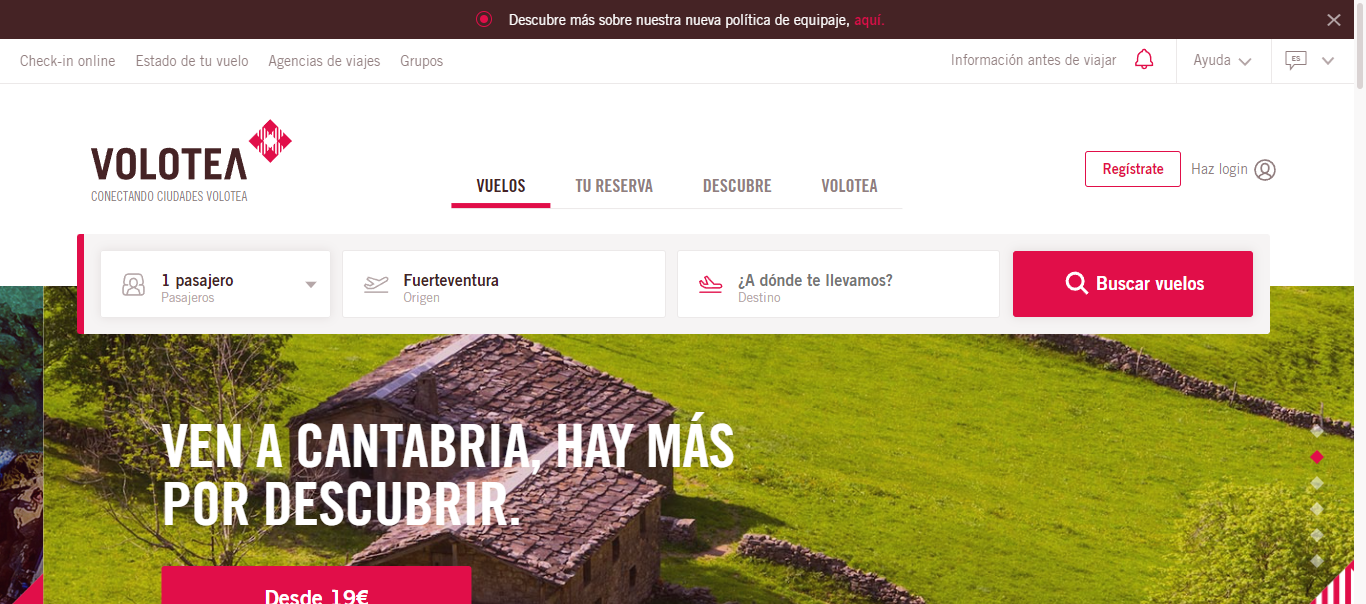 Descubre más sobre nuestra nueva política de equipaje, aquí.
Check-in online Estado de tu vuelo Agencias de viajes Grupos Información antes de viajar Ayuda ES
VOLOTEA
CONECTANDO CIUDADES VOLOTEA
VUELOS TU RESERVA DESCUBRE VOLOTEA
Regístrate Haz login
1 pasajero
Pasajeros
Fuerteventura
Origen
¿A dónde te llevamos?
Destino
Buscar vuelos
VEN A CANTABRIA, HAY MÁS
POR DESCUBRIR.
Desde 19€